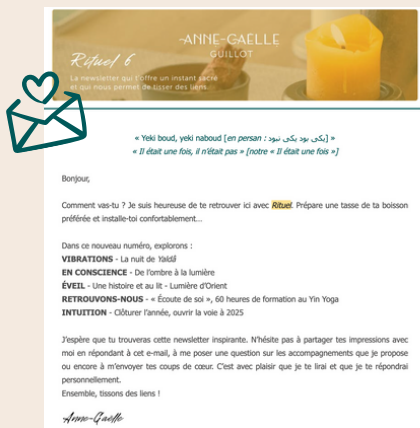 Rituel 6
La newsletter qui t'offre un instant sacré
et qui nous permet de tisser des liens
ANNE-GAËLLE
GUILLOT
« Yeki boud, yeki naboud [en persan : یکی بود یکی نبود] »
« Il était une fois, il n'était pas » [notre « Il était une fois »]
Bonjour,
Comment vas-tu ? Je suis heureuse de te retrouver ici avec Rituel. Prépare une tasse de ta boisson
préférée et installe-toi confortablement…
Dans ce nouveau numéro, explorons :
VIBRATIONS - La nuit de Yaldā
EN CONSCIENCE - De l'ombre à la lumière
ÉVEIL - Une histoire et au lit - Lumière d'Orient
RETROUVONS-NOUS - « Écoute de soi », 60 heures de formation au Yin Yoga
INTUITION - Clôturer l'année, ouvrir la voie à 2025
J'espère que tu trouveras cette newsletter inspirante. N'hésite pas à partager tes impressions avec
moi en répondant à cet e-mail, à me poser une question sur les accompagnements que je propose
ou encore à m'envoyer tes coups de cœur. C'est avec plaisir que je te lirai et que je te répondrai
personnellement.
Ensemble, tissons des liens !
Anne-Gaëlle